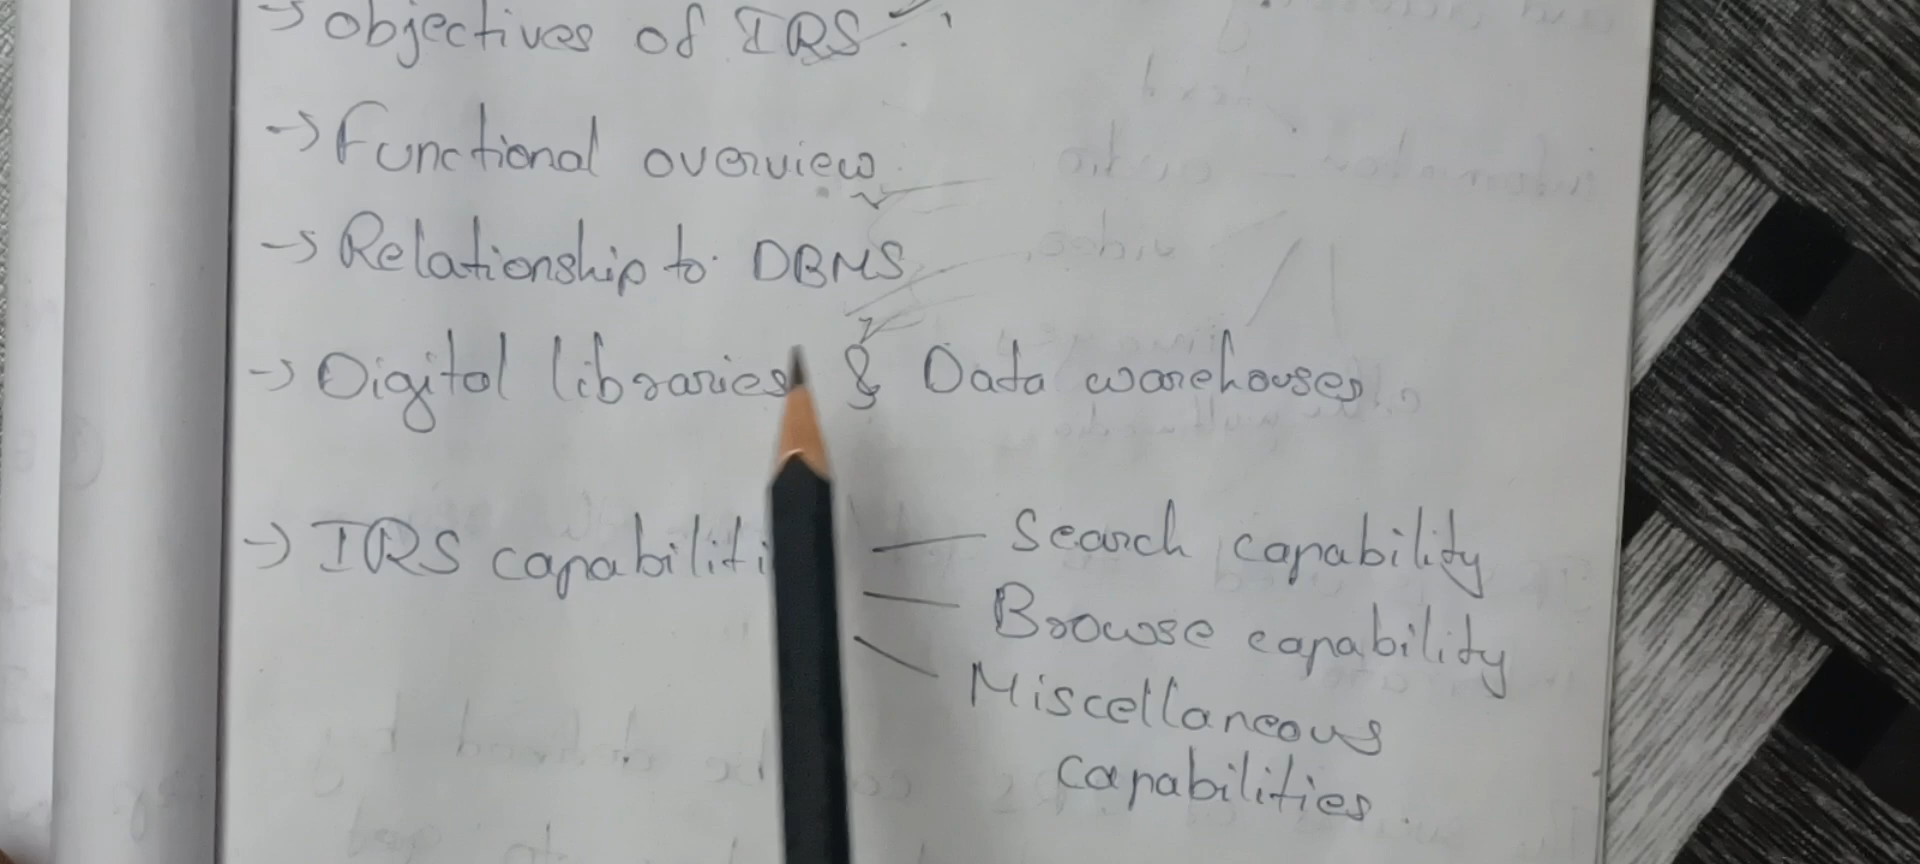 → Objectives of IRS.
→ Functional overview
→ Relationship to DBMS
→ Digital libraries & Data warehouses
→ IRS capabiliti — Search capability
— Browse capability
— Miscellaneous
capabilities.